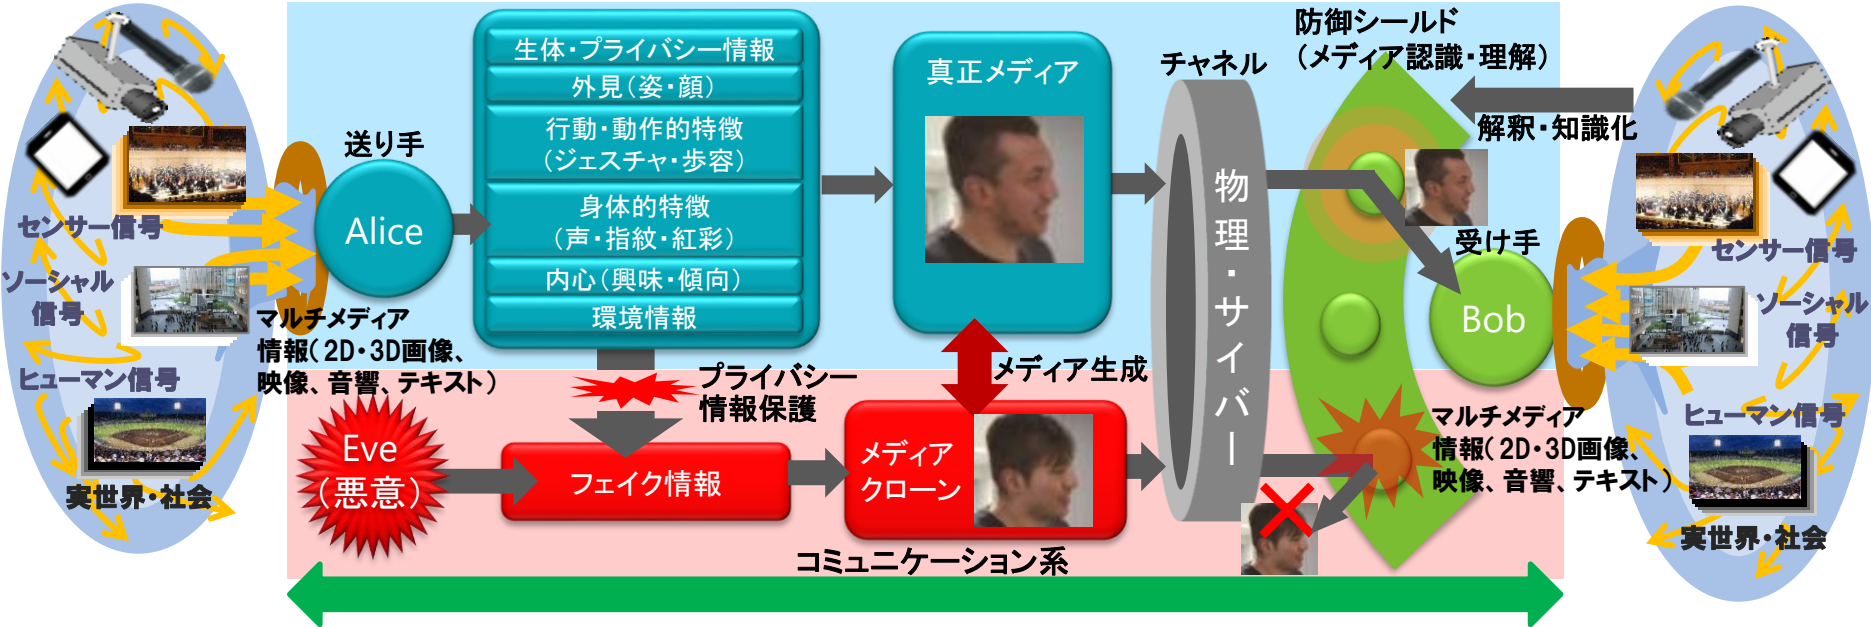 センサー信号
ソーシャル
信号
ヒューマン信号
実世界・社会
送り手
Alice
マルチメディア
情報(2D・3D画像、
映像、音響、テキスト)
生体・プライバシー情報
外見(姿・顔)
行動・動作的特徴
(ジェスチャ・歩容)
身体的特徴
(声・指紋・紅彩)
内心(興味・傾向)
環境情報
プライバシー
情報保護
Eve
(悪意)
フェイク情報
真正メディア
メディア生成
メディア
クローン
コミュニケーション系
チャネル
物理・サイバー
防御シールド
(メディア認識・理解)
解釈・知識化
受け手
Bob
マルチメディア
情報(2D・3D画像、
映像、音響、テキスト)
センサー信号
ソーシャル
信号
ヒューマン信号
実世界・社会